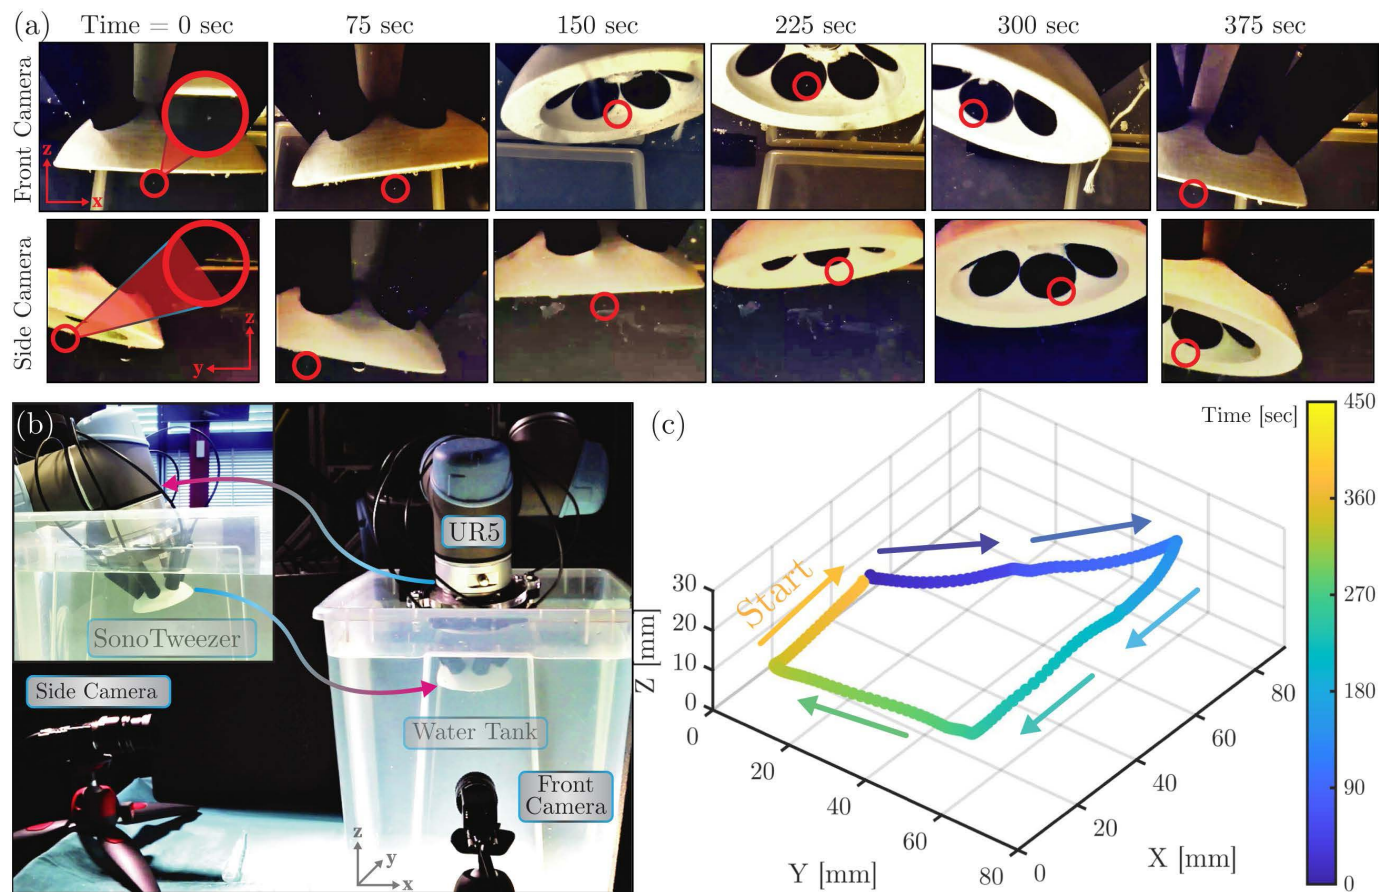 (a)
Time = 0 sec
75 sec
150 sec
225 sec
300 sec
375 sec
Front Camera
z
x
Side Camera
z
y
(b)
UR5
SonoTweezer
Side Camera
Water Tank
Front
Camera
z
y
x
(c)
Time [sec]
450
360
270
180
90
0
Start
30
20
10
0
Z [mm]
0
20
40
60
80
Y [mm]
0
20
40
60
80
X [mm]